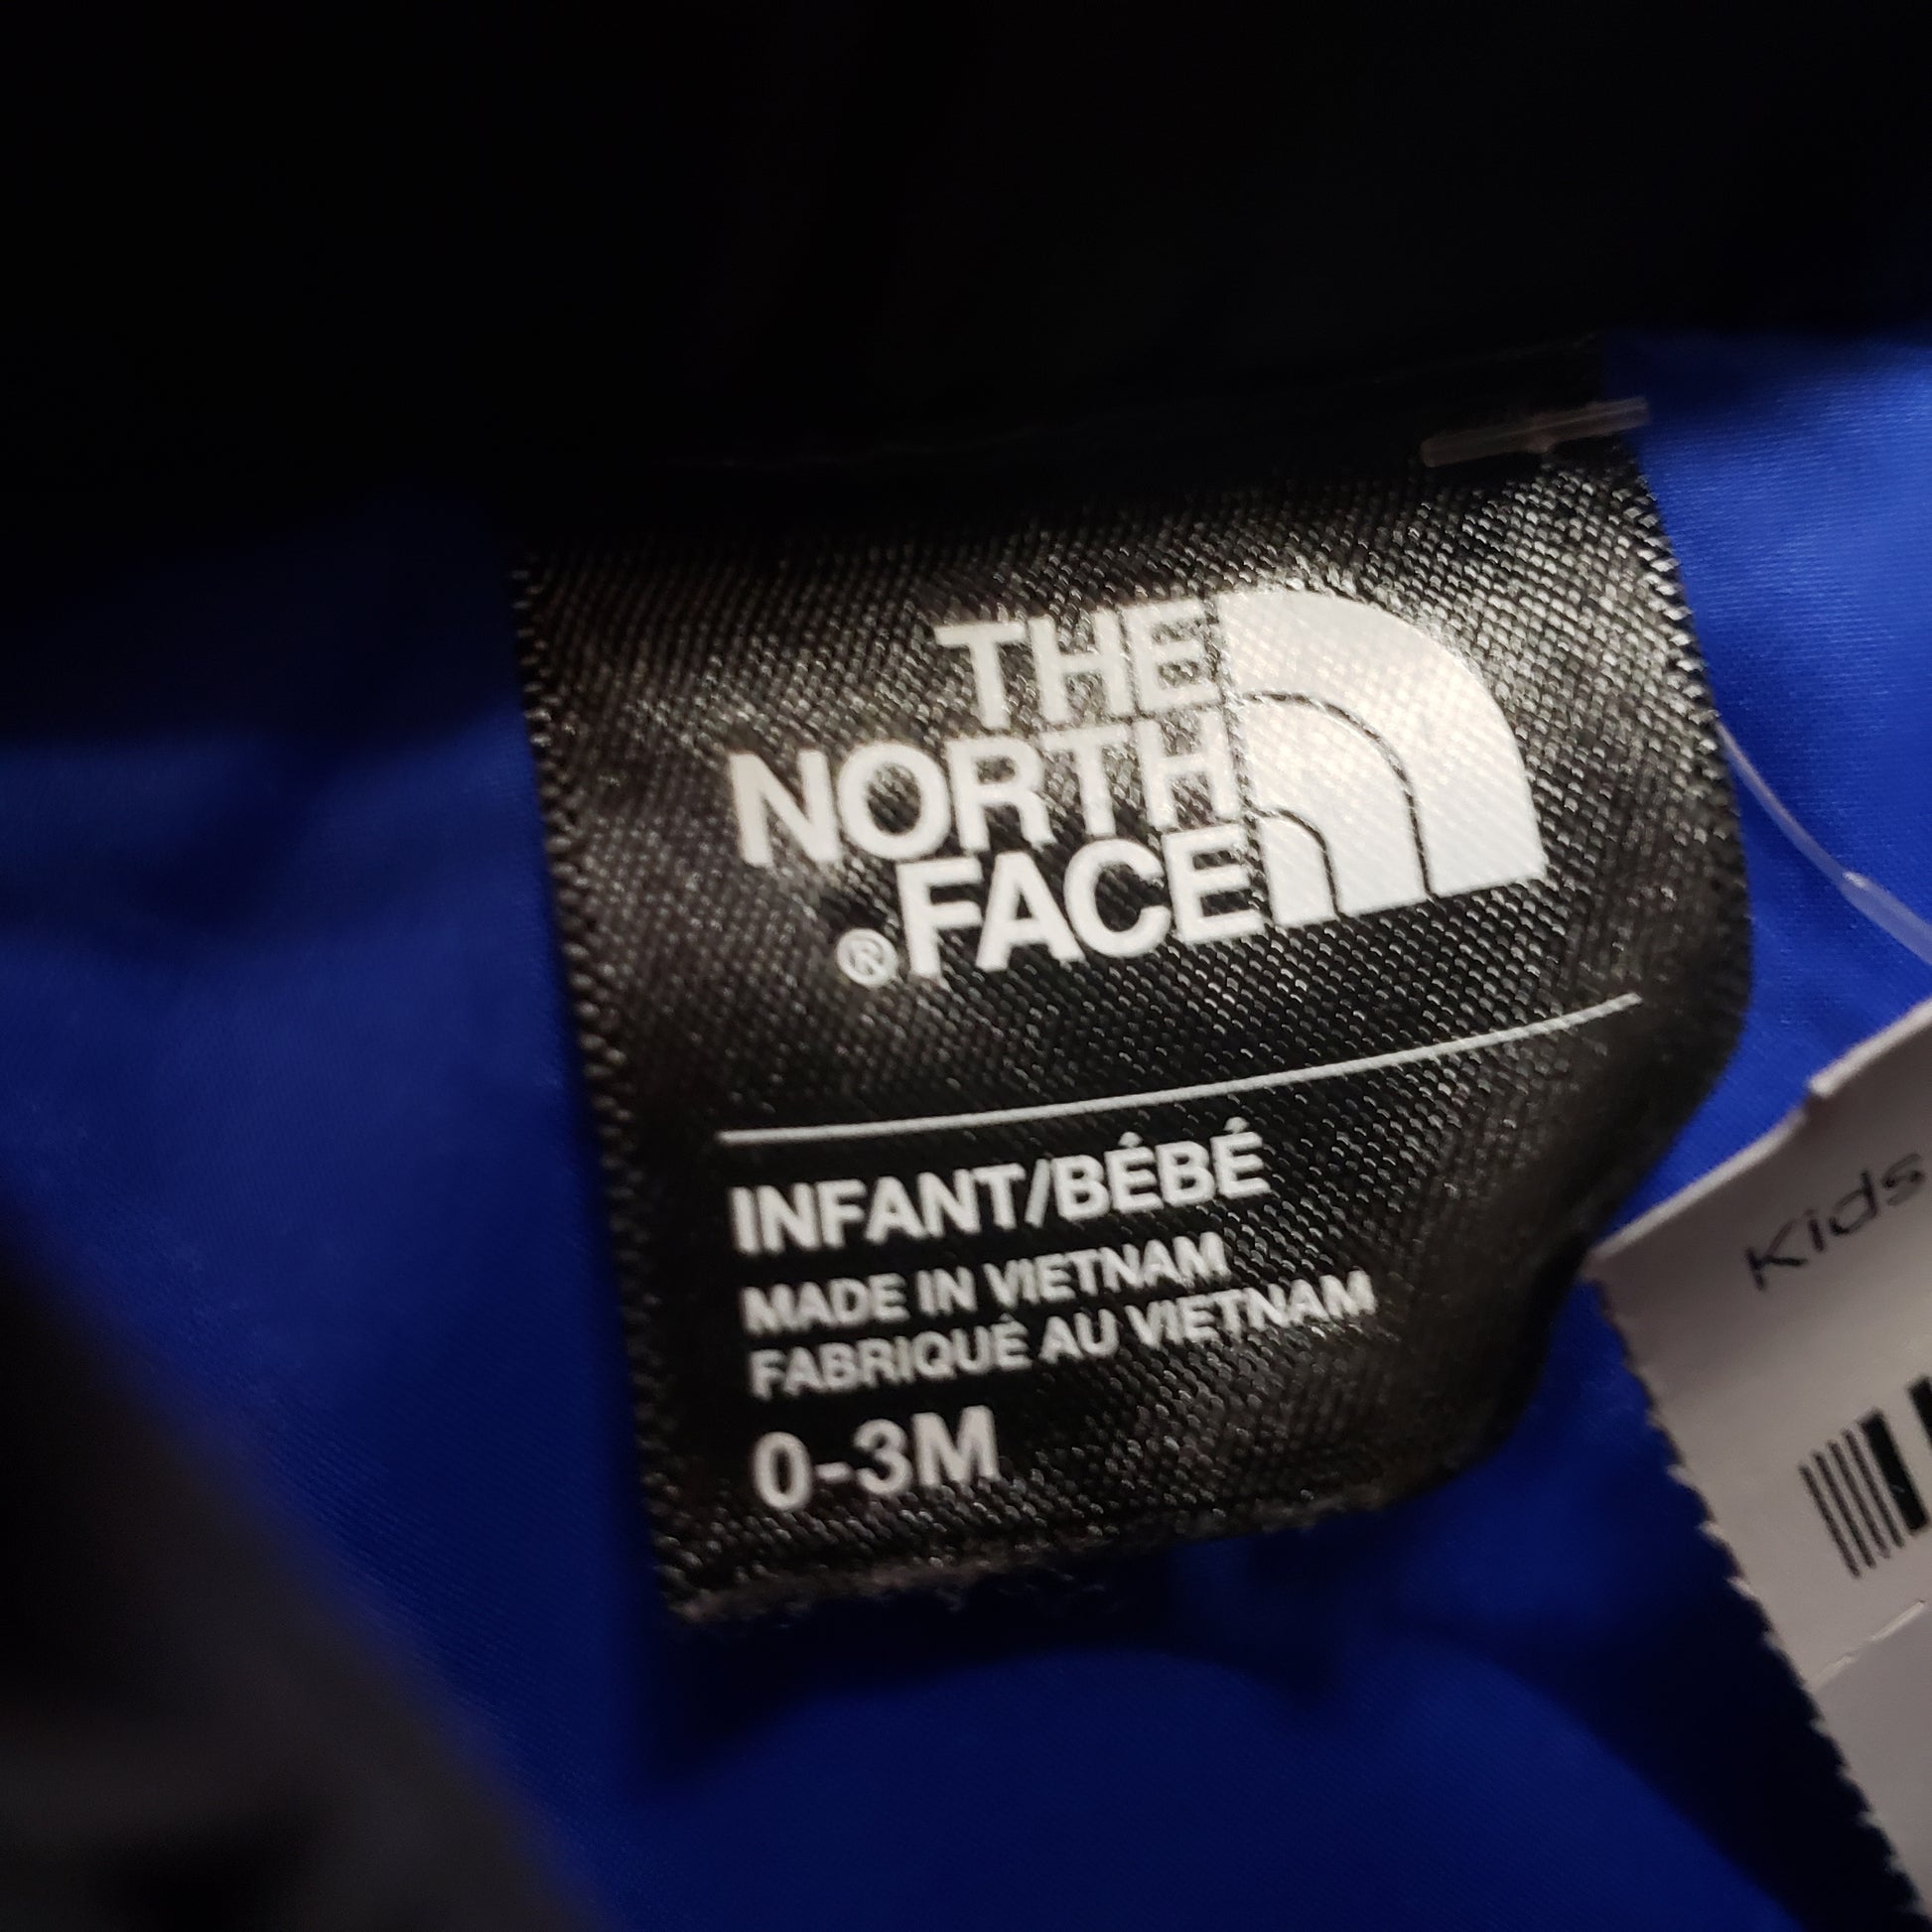 THE
NORTH
®FACE
INFANT/BÉBÉ
MADE IN VIETNAM
FABRIQUÉ AU VIETNAM
0-3M
Kids